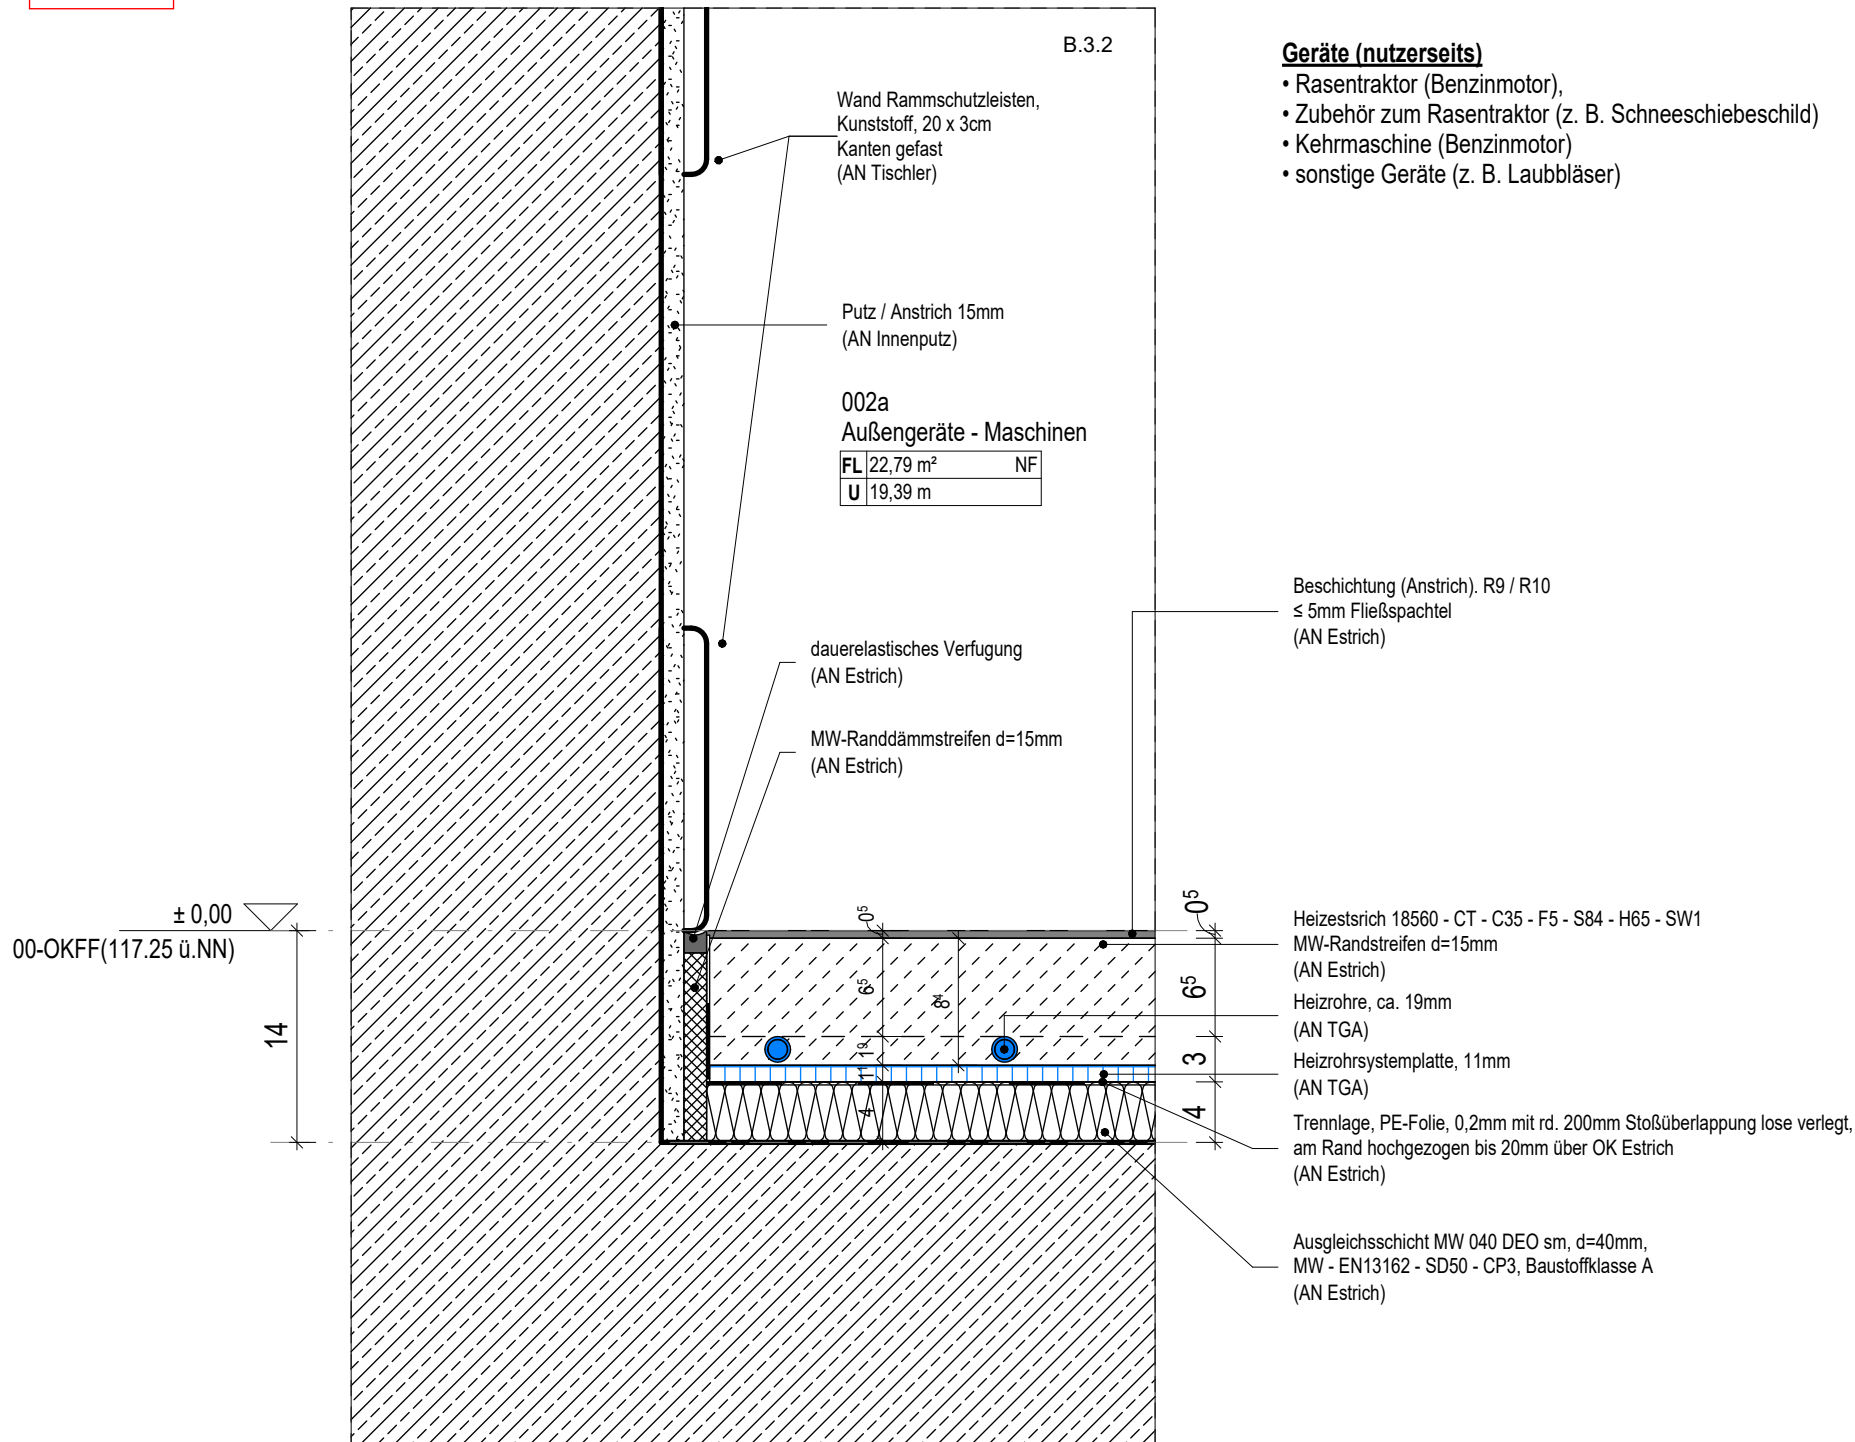 B.3.2
Geräte (nutzerseits)
• Rasentraktor (Benzinmotor),
• Zubehör zum Rasentraktor (z. B. Schneeschiebeschild)
• Kehrmaschine (Benzinmotor)
• sonstige Geräte (z. B. Laubbläser)
Wand Rammschutzleisten,
Kunststoff, 20 x 3cm
Kanten gefast
(AN Tischler)
Putz / Anstrich 15mm
(AN Innenputz)
002a
Außengeräte - Maschinen
FL 22,79 m² NF
U 19,39 m
Beschichtung (Anstrich). R9 / R10
≤ 5mm Fließspachtel
(AN Estrich)
dauerelastisches Verfugung
(AN Estrich)
MW-Randdämmstreifen d=15mm
(AN Estrich)
± 0,00
00-OKFF(117.25 ü.NN)
14
0⁵
6⁵
1⁹
1¹
4
8⁴
0⁵
6⁵
3
4
Heizestsrich 18560 - CT - C35 - F5 - S84 - H65 - SW1
MW-Randstreifen d=15mm
(AN Estrich)
Heizrohre, ca. 19mm
(AN TGA)
Heizrohrsystemplatte, 11mm
(AN TGA)
Trennlage, PE-Folie, 0,2mm mit rd. 200mm Stoßüberlappung lose verlegt,
am Rand hochgezogen bis 20mm über OK Estrich
(AN Estrich)
Ausgleichsschicht MW 040 DEO sm, d=40mm,
MW - EN13162 - SD50 - CP3, Baustoffklasse A
(AN Estrich)